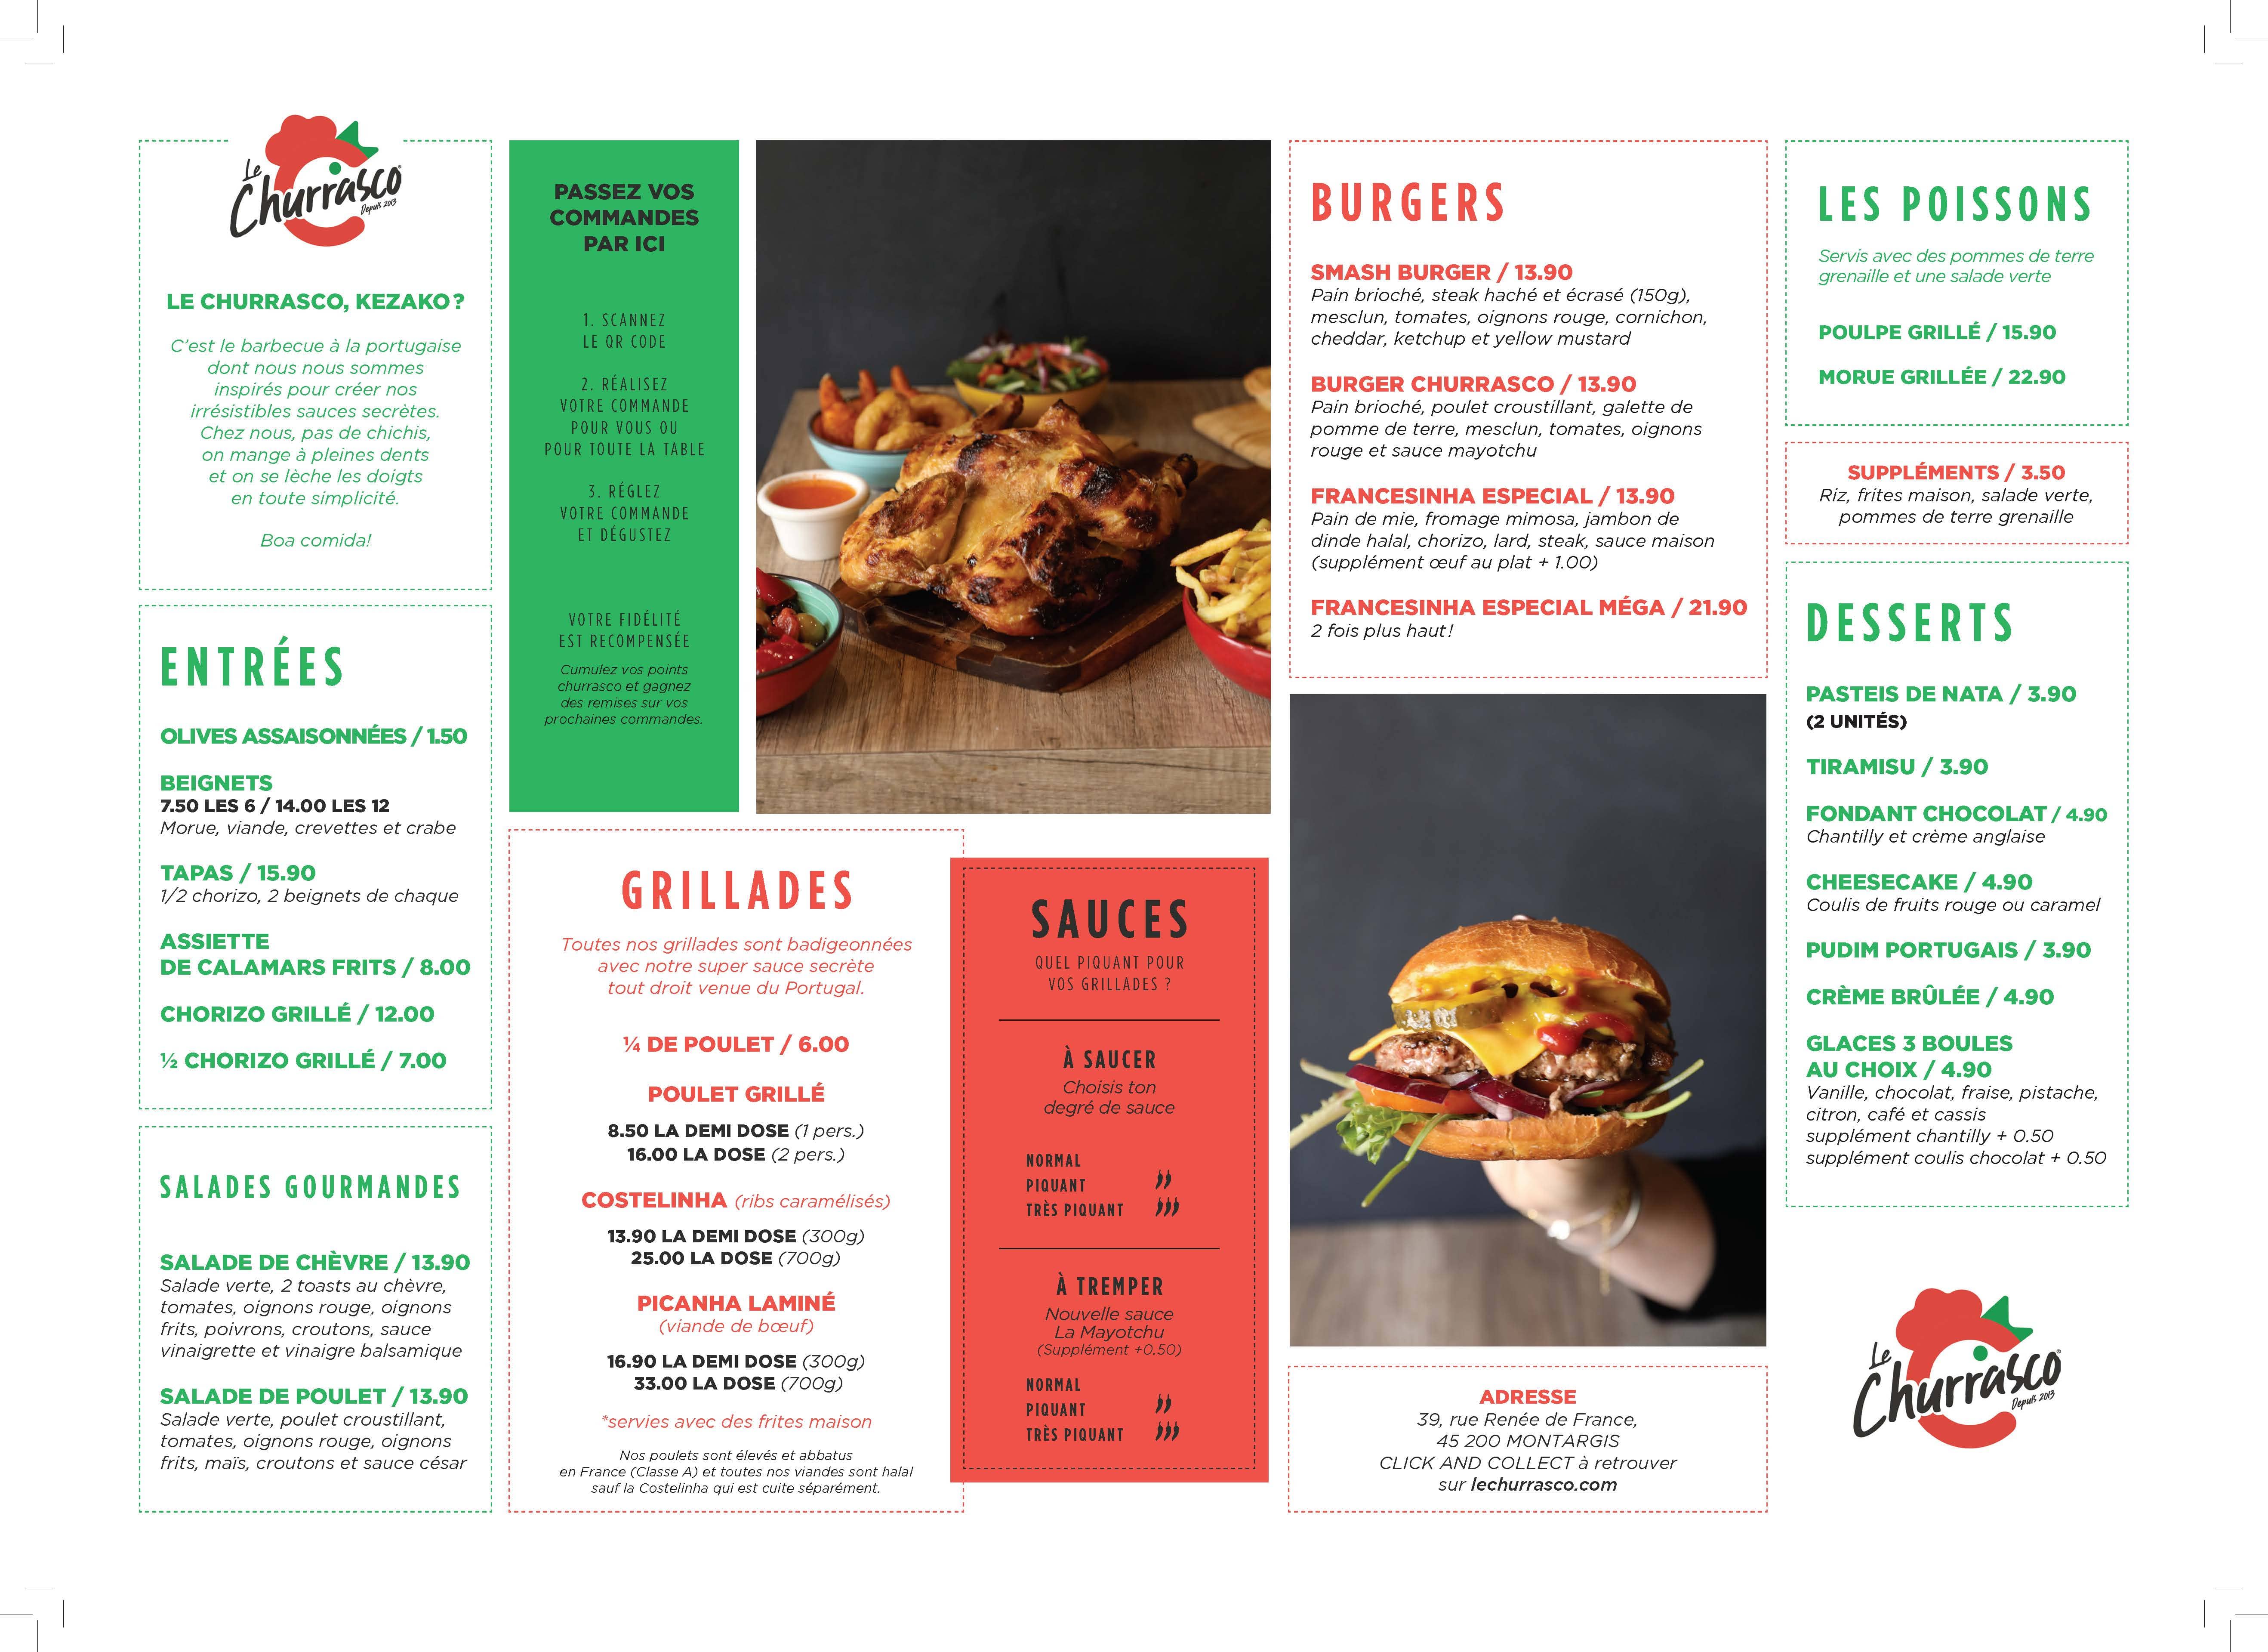 Le
Churrasco
Depuis 2013
LE CHURRASCO, KEZAKO ?
C'est le barbecue à la portugaise
dont nous nous sommes
inspirés pour créer nos
irrésistibles sauces secrètes.
Chez nous, pas de chichis,
on mange à pleines dents
et on se lèche les doigts
en toute simplicité.
Boa comida!
ENTRÉES
OLIVES ASSAISONNÉES / 1.50
BEIGNETS
7.50 LES 6 / 14.00 LES 12
Morue, viande, crevettes et crabe
TAPAS / 15.90
1/2 chorizo, 2 beignets de chaque
ASSIETTE
DE CALAMARS FRITS / 8.00
CHORIZO GRILLÉ / 12.00
½ CHORIZO GRILLÉ / 7.00
SALADES GOURMANDES
SALADE DE CHÈVRE / 13.90
Salade verte, 2 toasts au chèvre,
tomates, oignons rouge, oignons
frits, poivrons, croutons, sauce
vinaigrette et vinaigre balsamique
SALADE DE POULET / 13.90
Salade verte, poulet croustillant,
tomates, oignons rouge, oignons
frits, maïs, croutons et sauce césar
PASSEZ VOS
COMMANDES
PAR ICI
1. SCANNEZ
LE QR CODE
2. RÉALISEZ
VOTRE COMMANDE
POUR VOUS OU
POUR TOUTE LA TABLE
3. RÉGLEZ
VOTRE COMMANDE
ET DÉGUSTEZ
VOTRE FIDÉLITÉ
EST RECOMPENSÉE
Cumulez vos points
churrasco et gagnez
des remises sur vos
prochaines commandes.
GRILLADES
Toutes nos grillades sont badigeonnées
avec notre super sauce secrète
tout droit venue du Portugal.
¼ DE POULET / 6.00
POULET GRILLÉ
8.50 LA DEMI DOSE (1 pers.)
16.00 LA DOSE (2 pers.)
COSTELINHA (ribs caramélisés)
13.90 LA DEMI DOSE (300g)
25.00 LA DOSE (700g)
PICANHA LAMINÉ
(viande de bœuf)
16.90 LA DEMI DOSE (300g)
33.00 LA DOSE (700g)
*servies avec des frites maison
Nos poulets sont élevés et abbatus
en France (Classe A) et toutes nos viandes sont halal
sauf la Costelinha qui est cuite séparément.
SAUCES
QUEL PIQUANT POUR
VOS GRILLADES ?
À SAUCER
Choisis ton
degré de sauce
NORMAL
PIQUANT
TRÈS PIQUANT
À TREMPER
Nouvelle sauce
La Mayotchu
(Supplément +0.50)
NORMAL
PIQUANT
TRÈS PIQUANT
BURGERS
SMASH BURGER / 13.90
Pain brioché, steak haché et écrasé (150g),
mesclun, tomates, oignons rouge, cornichon,
cheddar, ketchup et yellow mustard
BURGER CHURRASCO / 13.90
Pain brioché, poulet croustillant, galette de
pomme de terre, mesclun, tomates, oignons
rouge et sauce mayotchu
FRANCESINHA ESPECIAL / 13.90
Pain de mie, fromage mimosa, jambon de
dinde halal, chorizo, lard, steak, sauce maison
(supplément œuf au plat + 1.00)
FRANCESINHA ESPECIAL MÉGA / 21.90
2 fois plus haut !
ADRESSE
39, rue Renée de France,
45 200 MONTARGIS
CLICK AND COLLECT à retrouver
sur lechurrasco.com
LES POISSONS
Servis avec des pommes de terre
grenaille et une salade verte
POULPE GRILLÉ / 15.90
MORUE GRILLÉE / 22.90
SUPPLÉMENTS / 3.50
Riz, frites maison, salade verte,
pommes de terre grenaille
DESSERTS
PASTEIS DE NATA / 3.90
(2 UNITÉS)
TIRAMISU / 3.90
FONDANT CHOCOLAT / 4.90
Chantilly et crème anglaise
CHEESECAKE / 4.90
Coulis de fruits rouge ou caramel
PUDIM PORTUGAIS / 3.90
CRÈME BRÛLÉE / 4.90
GLACES 3 BOULES
AU CHOIX / 4.90
Vanille, chocolat, fraise, pistache,
citron, café et cassis
supplément chantilly + 0.50
supplément coulis chocolat + 0.50
Le
Churrasco
Depuis 2013